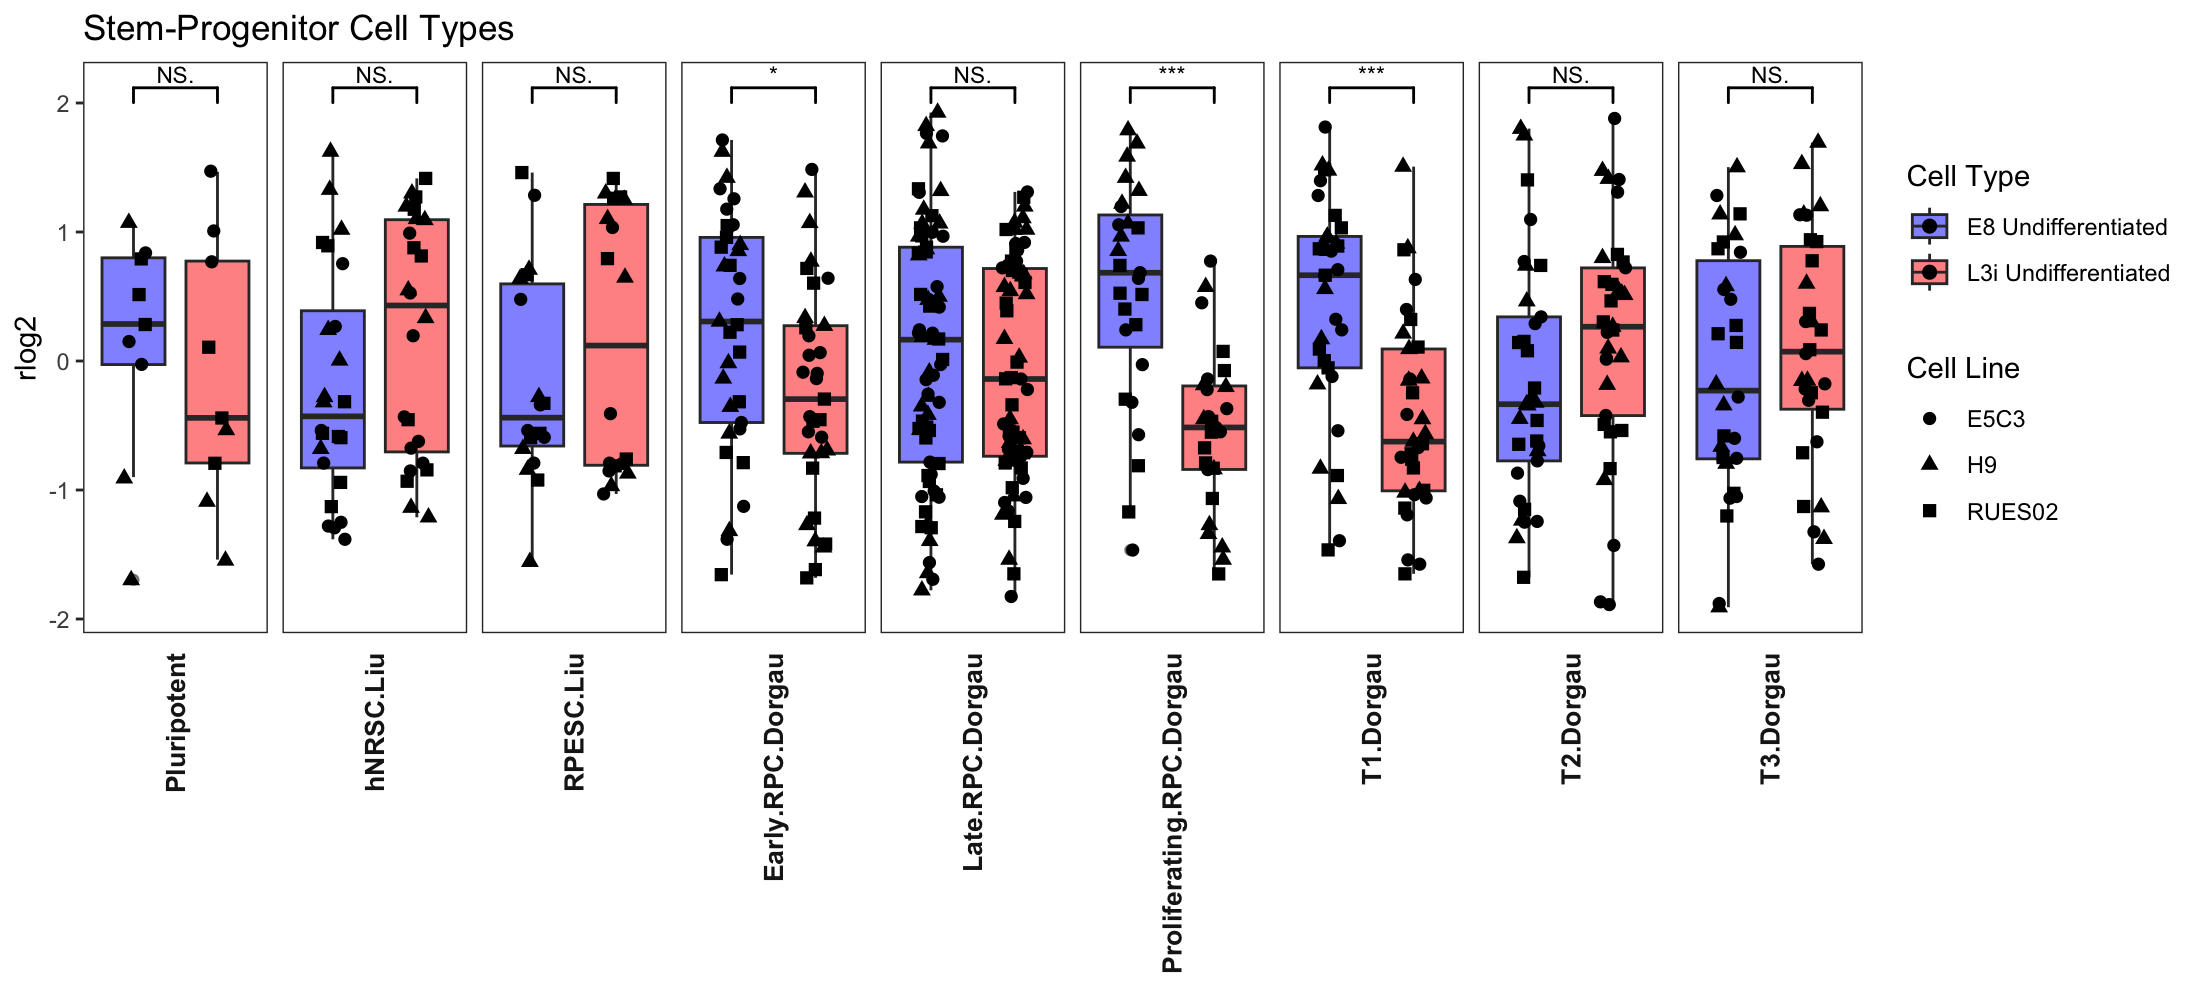 Stem-Progenitor Cell Types
NS.
NS.
NS.
*
NS.
***
***
NS.
NS.
rlog2
2
1
0
-1
-2
Pluripotent
hNRSC.Liu
RPESC.Liu
Early.RPC.Dorgau
Late.RPC.Dorgau
Proliferating.RPC.Dorgau
T1.Dorgau
T2.Dorgau
T3.Dorgau
Cell Type
E8 Undifferentiated
L3i Undifferentiated
Cell Line
E5C3
H9
RUES02